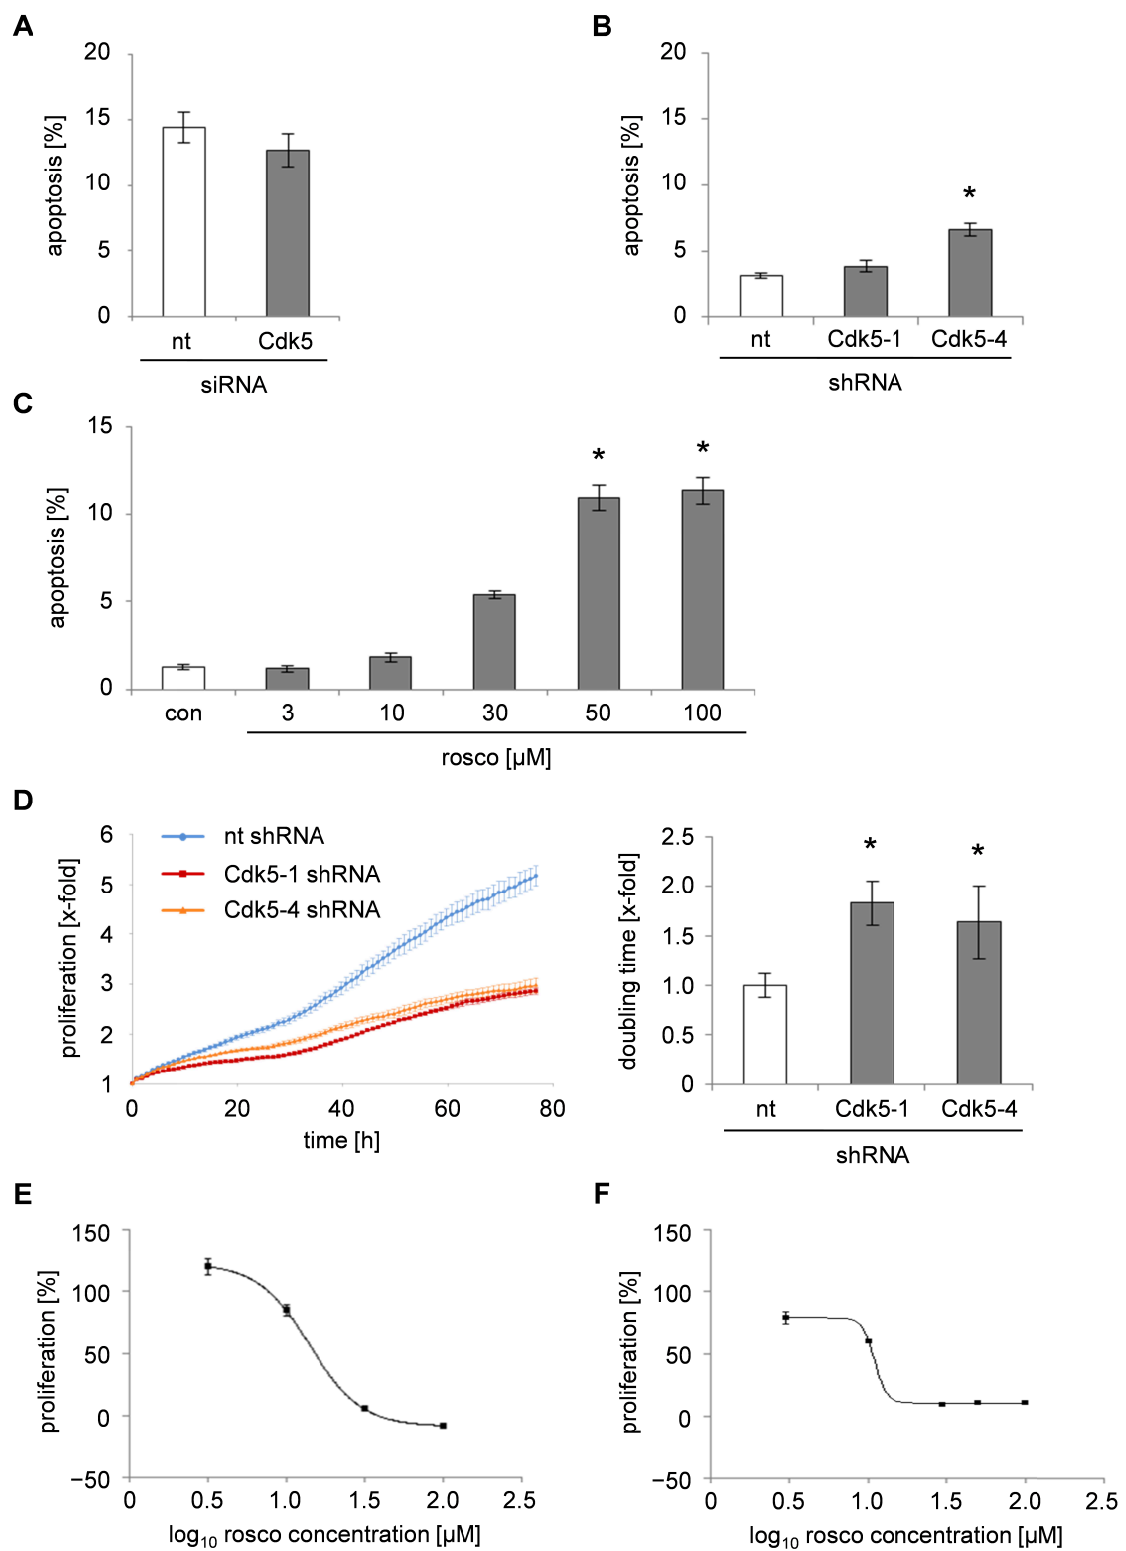 A
20
15
10
5
0
apoptosis [%]
nt Cdk5
siRNA
B
20
15
10
5
0
apoptosis [%]
*
nt Cdk5-1 Cdk5-4
shRNA
C
15
10
5
0
apoptosis [%]
* *
con 3 10 30 50 100
rosco [µM]
D
6
5
4
3
2
1
proliferation [x-fold]
nt shRNA
Cdk5-1 shRNA
Cdk5-4 shRNA
0 20 40 60 80
time [h]
2.5
2.0
1.5
1.0
0.5
0
doubling time [x-fold]
* *
nt Cdk5-1 Cdk5-4
shRNA
E
150
100
50
0
−50
proliferation [%]
0 0.5 1.0 1.5 2.0 2.5
log10 rosco concentration [µM]
F
150
100
50
0
−50
proliferation [%]
0 0.5 1.0 1.5 2.0 2.5
log10 rosco concentration [µM]